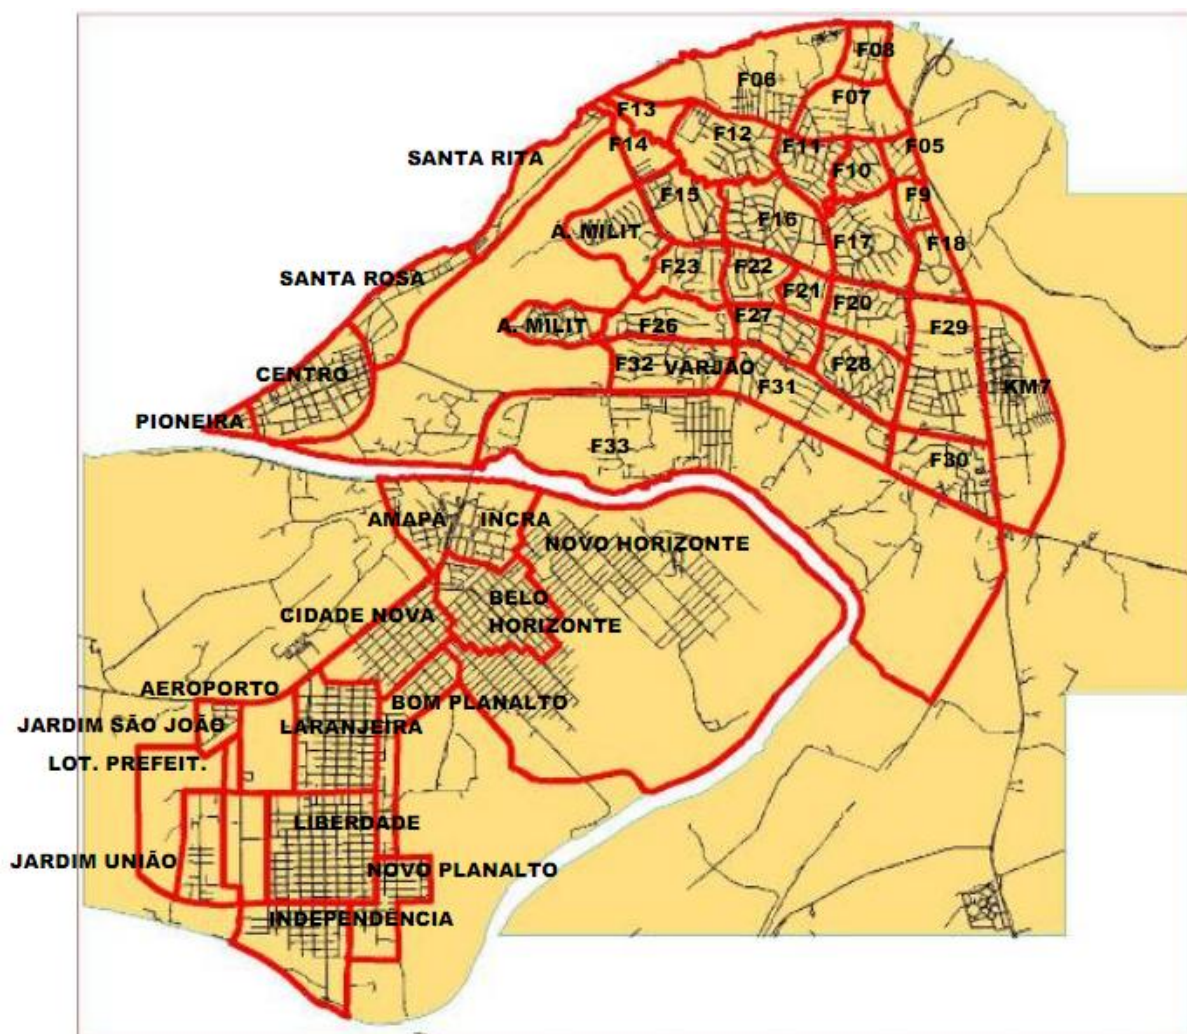 F08
F06
F07
F13
F12
F14
F11
F05
SANTA RITA
F10
F15
F9
F16
A. MILIT
F17
F18
F23
F22
SANTA ROSA
F21
F20
F27
A. MILIT
F26
F29
F32
VARJÃO
F28
CENTRO
F31
KM7
PIONEIRA
F33
F30
AMAPÁ
INCRA
NOVO HORIZONTE
BELO
HORIZONTE
CIDADE NOVA
AEROPORTO
BOM PLANALTO
JARDIM SÃO JOÃO
LARANJEIRA
LOT. PREFEIT.
LIBERDADE
JARDIM UNIÃO
NOVO PLANALTO
INDEPENDÊNCIA